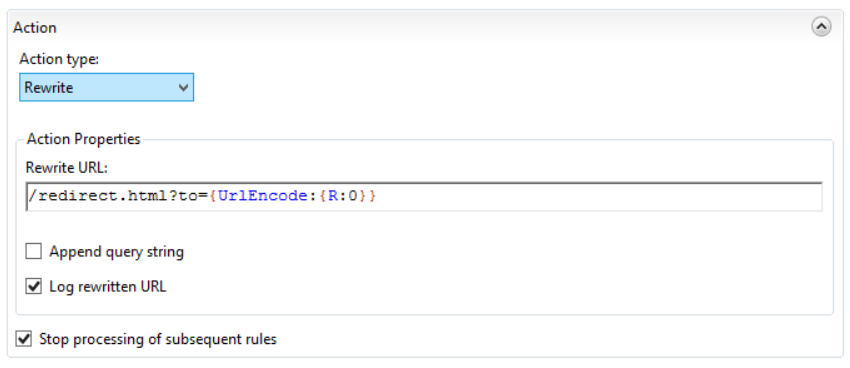 Action
Action type:
Rewrite
Action Properties
Rewrite URL:
/redirect.html?to={UrlEncode:{R:0}}
Append query string
Log rewritten URL
Stop processing of subsequent rules